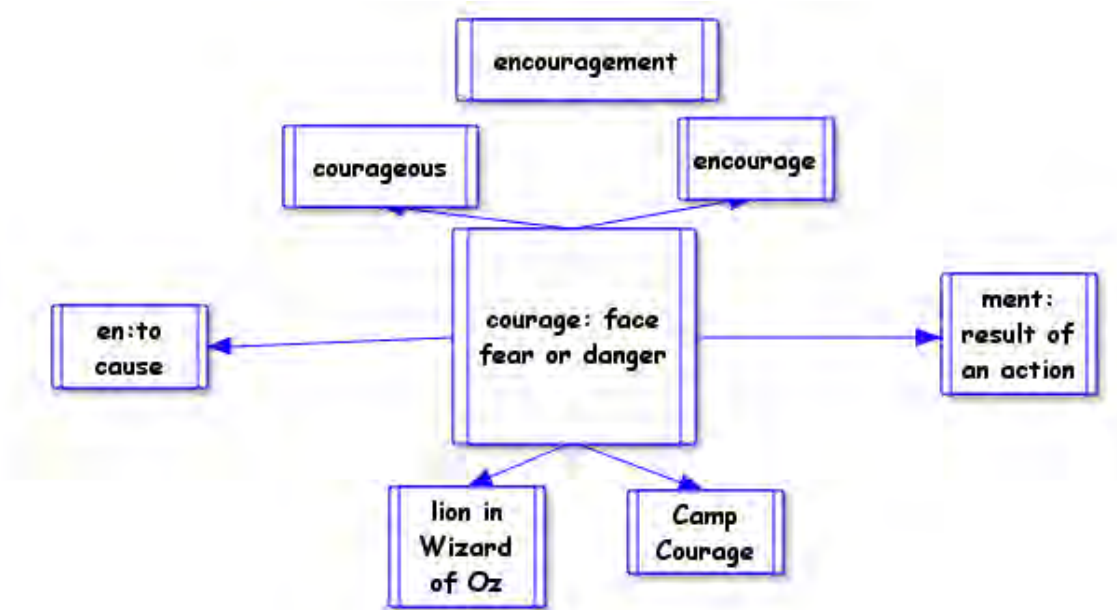 encouragement
courageous
encourage
courage: face
fear or danger
en:to
cause
ment:
result of
an action
lion in
Wizard
of Oz
Camp
Courage